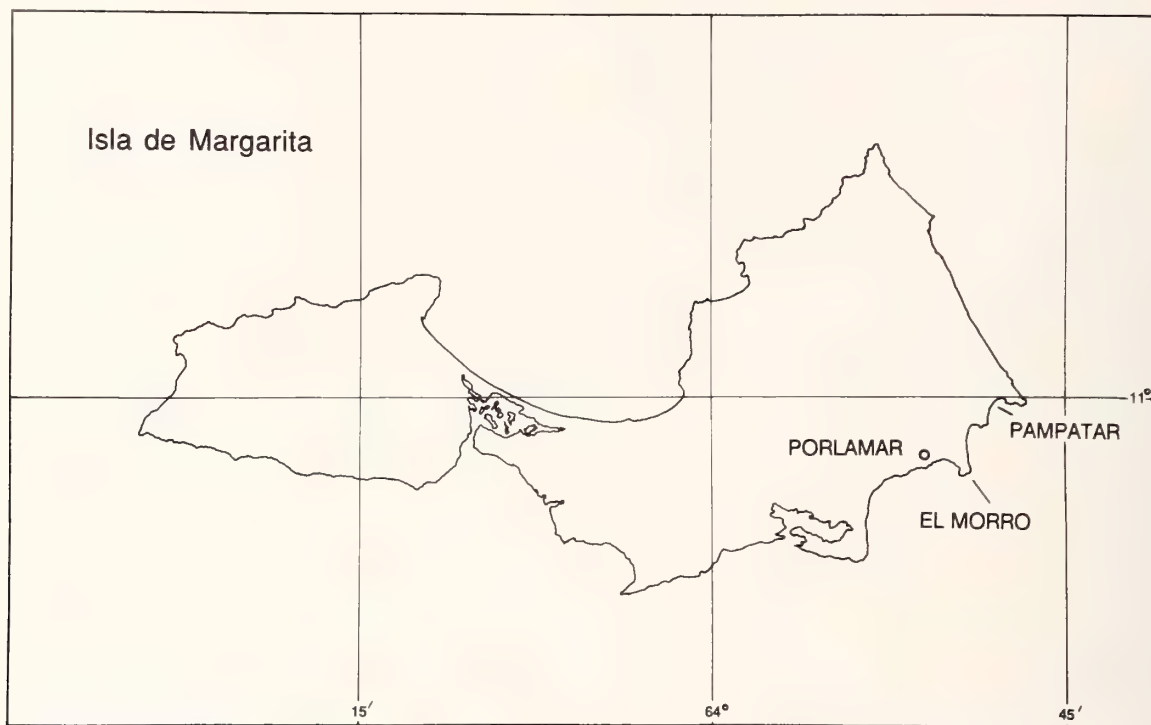 Isla de Margarita
11°
PAMPATAR
PORLAMAR
EL MORRO
15′
64°
45′